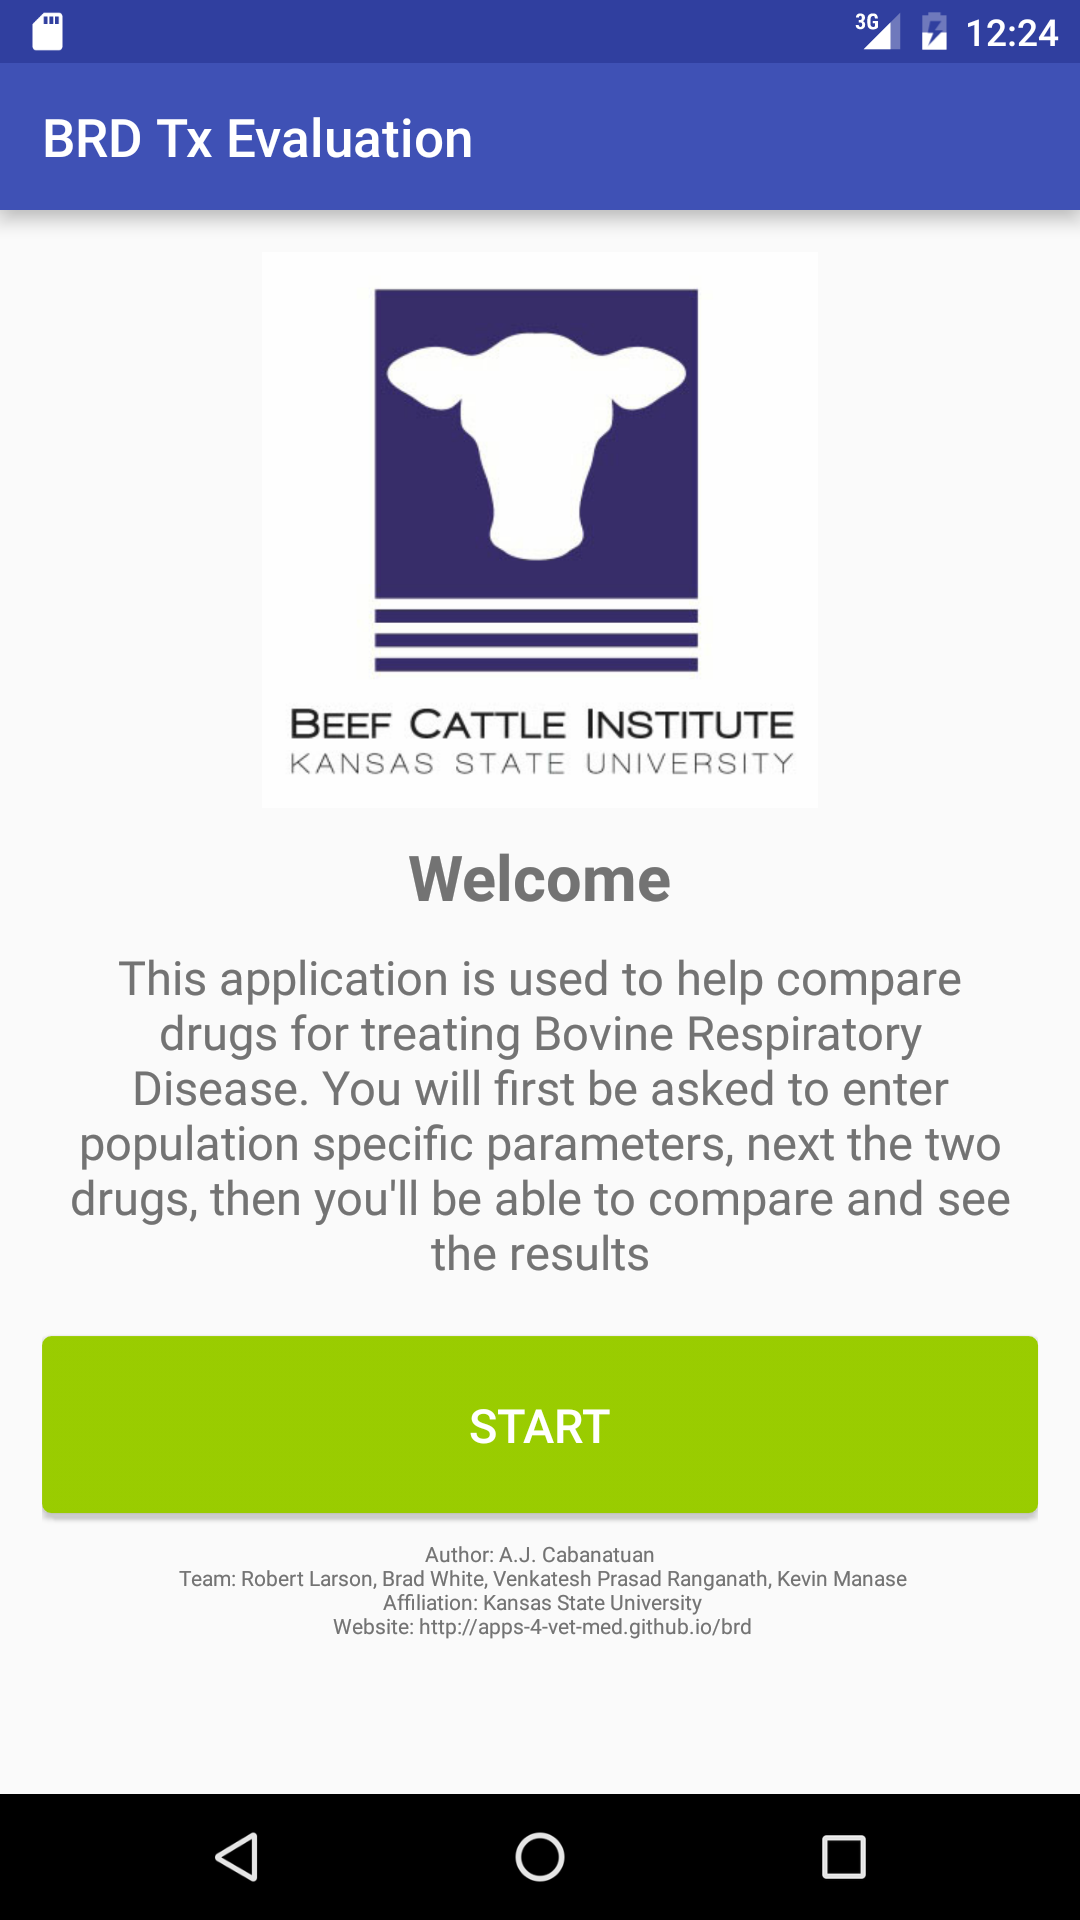 3G 12:24
BRD Tx Evaluation
BEEF CATTLE INSTITUTE
KANSAS STATE UNIVERSITY
Welcome
This application is used to help compare
drugs for treating Bovine Respiratory
Disease. You will first be asked to enter
population specific parameters, next the two
drugs, then you'll be able to compare and see
the results
START
Author: A.J. Cabanatuan
Team: Robert Larson, Brad White, Venkatesh Prasad Ranganath, Kevin Manase
Affiliation: Kansas State University
Website: http://apps-4-vet-med.github.io/brd